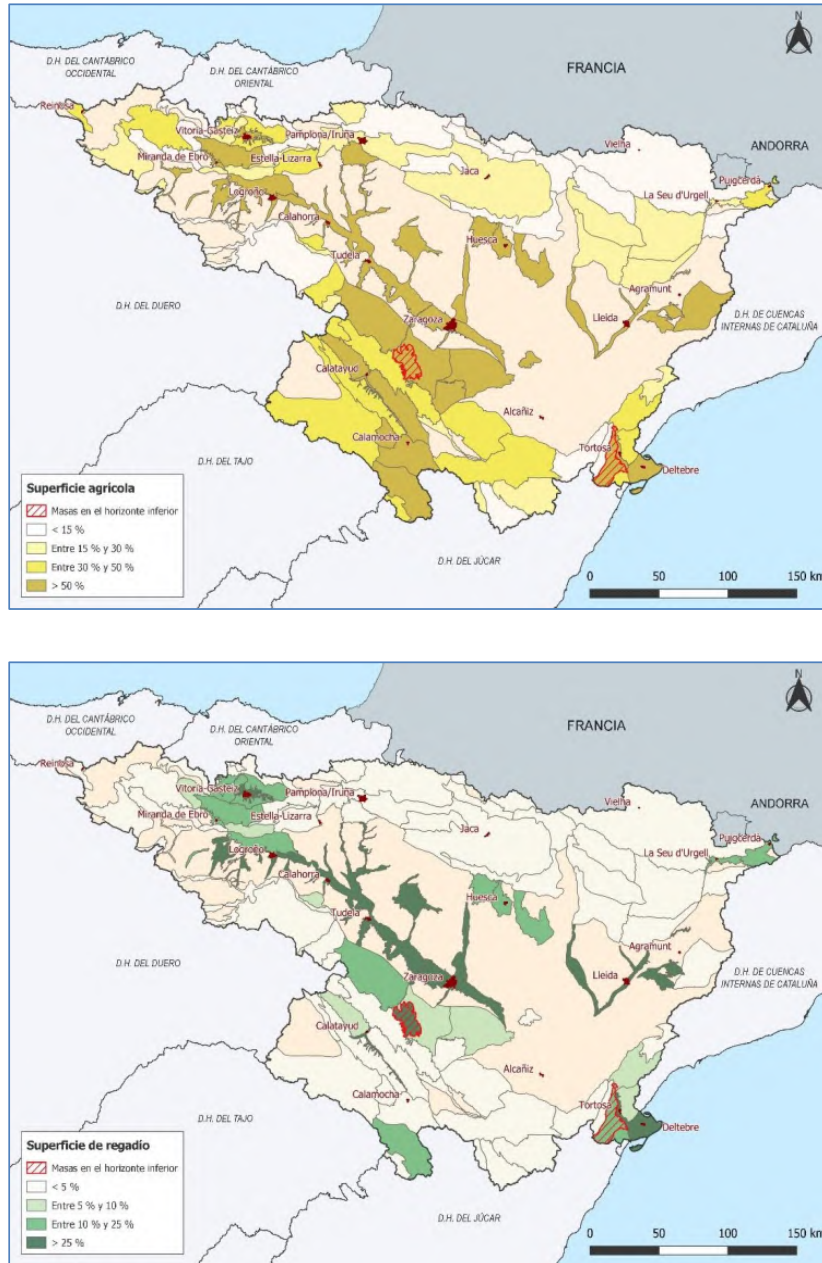 D.H. DEL CANTÁBRICO
OCCIDENTAL
D.H. DEL CANTÁBRICO
ORIENTAL
FRANCIA
N
ANDORRA
Reinosa
Vitoria-Gasteiz
Pamplona/Iruña
Vielha
Miranda de Ebro
Estella-Lizarra
Jaca
Puigcerdá
La Seu d'Urgell
Logroño
Calahorra
Huesca
Tudela
Agramunt
D.H. DEL DUERO
Zaragoza
Lleida
D.H. DE CUENCAS
INTERNAS DE CATALUÑA
Calatayud
Alcañiz
Calamocha
Tortosa
D.H. DEL TAJO
Deltebre
D.H. DEL JÚCAR
Superficie agrícola
Masas en el horizonte inferior
< 15 %
Entre 15 % y 30 %
Entre 30 % y 50 %
> 50 %
0 50 100 150 km
D.H. DEL CANTÁBRICO
OCCIDENTAL
D.H. DEL CANTÁBRICO
ORIENTAL
FRANCIA
N
ANDORRA
Reinosa
Vitoria-Gasteiz
Pamplona/Iruña
Vielha
Miranda de Ebro
Estella-Lizarra
Jaca
Puigcerdá
La Seu d'Urgell
Logroño
Calahorra
Huesca
Tudela
Agramunt
D.H. DEL DUERO
Zaragoza
Lleida
D.H. DE CUENCAS
INTERNAS DE CATALUÑA
Calatayud
Alcañiz
Calamocha
Tortosa
D.H. DEL TAJO
Deltebre
D.H. DEL JÚCAR
Superficie de regadío
Masas en el horizonte inferior
< 5 %
Entre 5 % y 10 %
Entre 10 % y 25 %
> 25 %
0 50 100 150 km